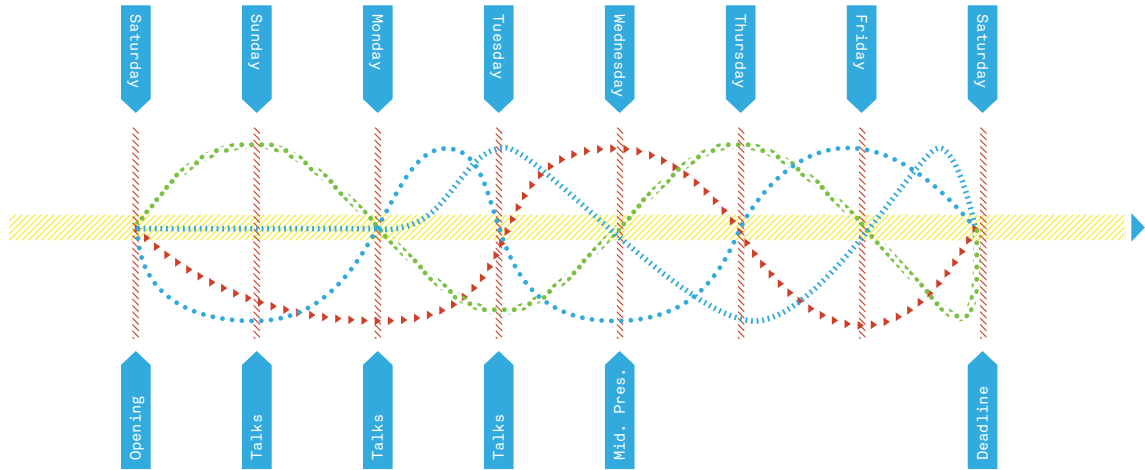 Saturday
Sunday
Monday
Tuesday
Wednesday
Thursday
Friday
Saturday
Opening
Talks
Talks
Talks
Mid. Pres.
Deadline